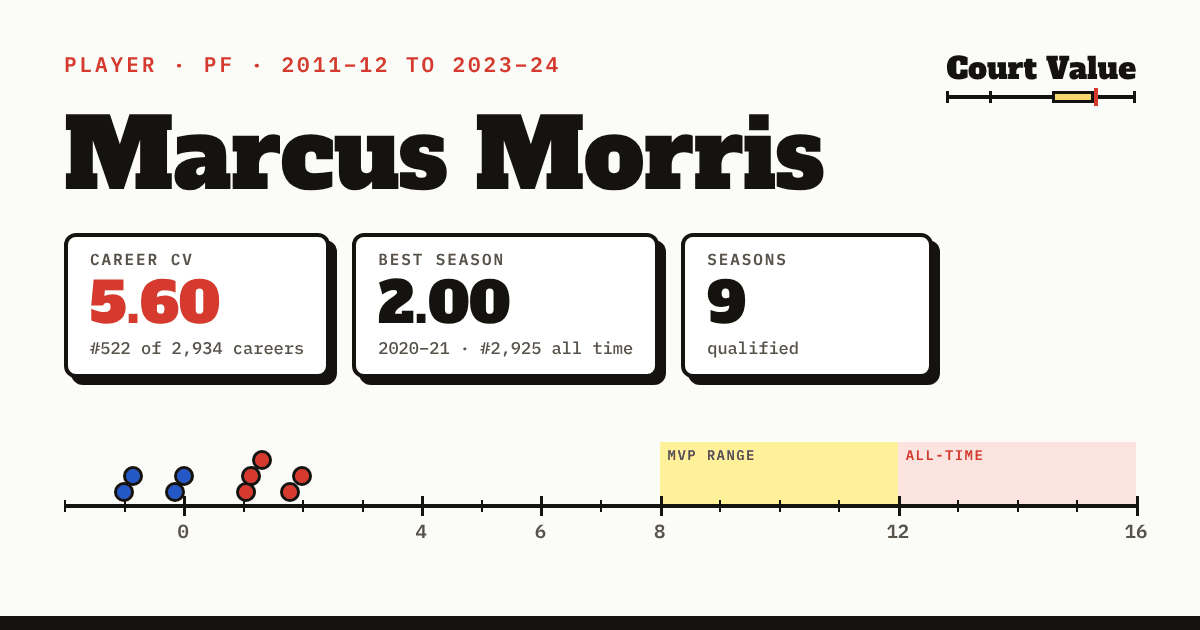 PLAYER · PF · 2011–12 TO 2023–24
Court Value
Marcus Morris
CAREER CV
5.60
#522 of 2,934 careers
BEST SEASON
2.00
2020–21 · #2,925 all time
SEASONS
9
qualified
MVP RANGE
ALL-TIME
0 4 6 8 12 16